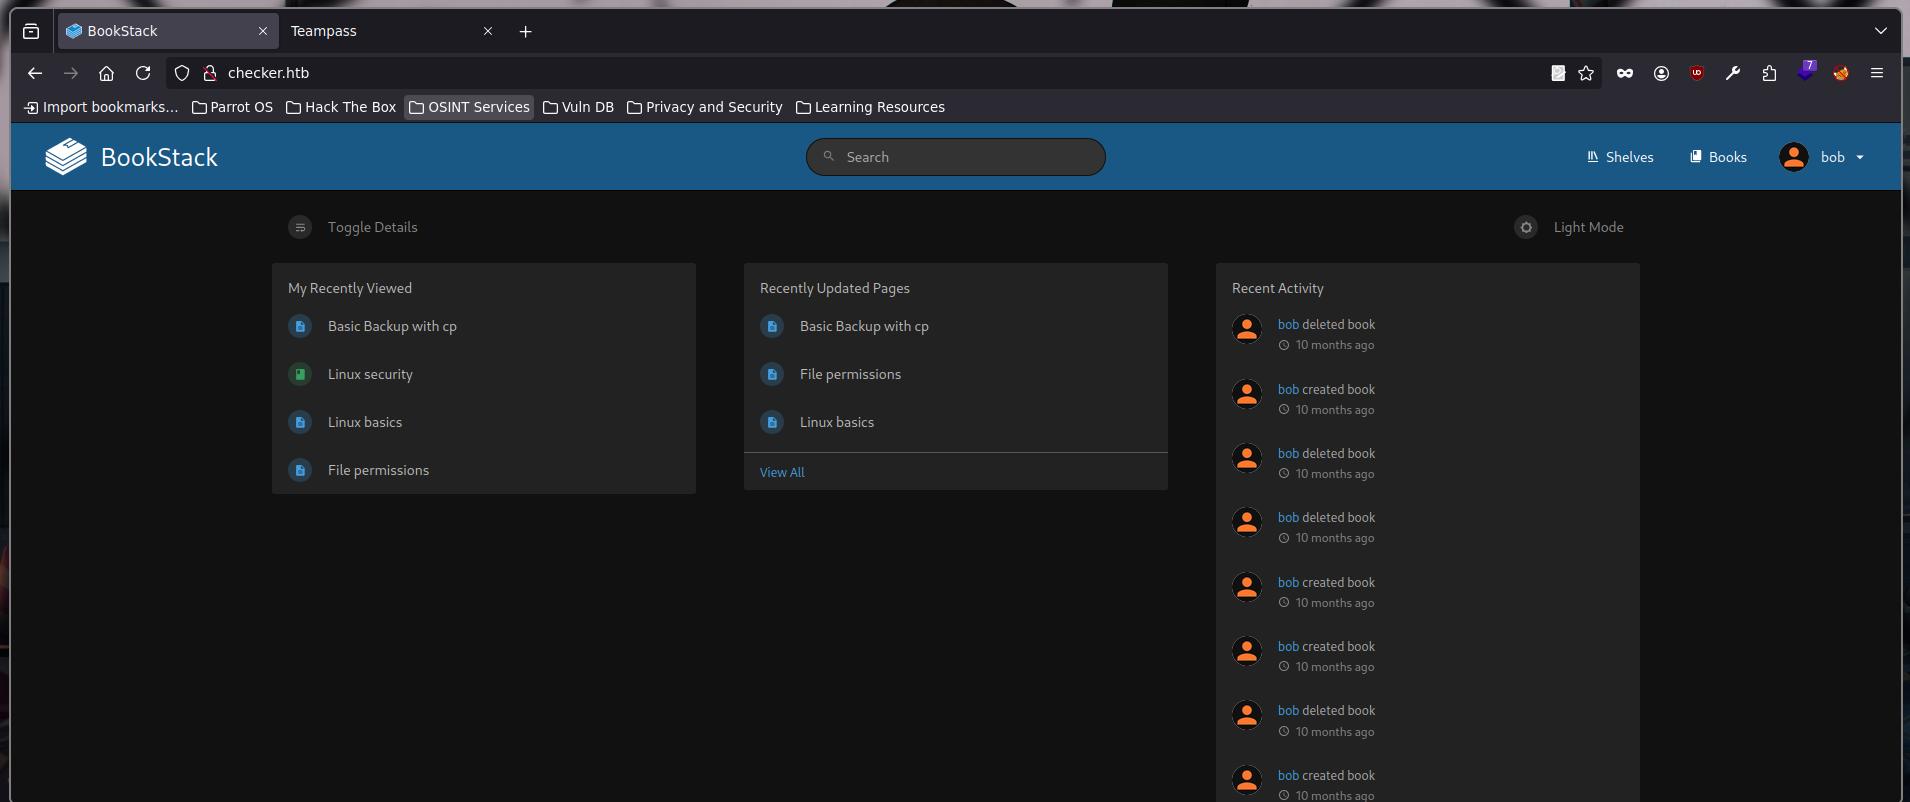 BookStack
Teampass
checker.htb
7
Import bookmarks... Parrot OS Hack The Box OSINT Services Vuln DB Privacy and Security Learning Resources
BookStack
Search
Shelves Books bob
Toggle Details
Light Mode
My Recently Viewed
Basic Backup with cp
Linux security
Linux basics
File permissions
Recently Updated Pages
Basic Backup with cp
File permissions
Linux basics
View All
Recent Activity
bob deleted book
10 months ago
bob created book
10 months ago
bob deleted book
10 months ago
bob deleted book
10 months ago
bob created book
10 months ago
bob created book
10 months ago
bob deleted book
10 months ago
bob created book
10 months ago